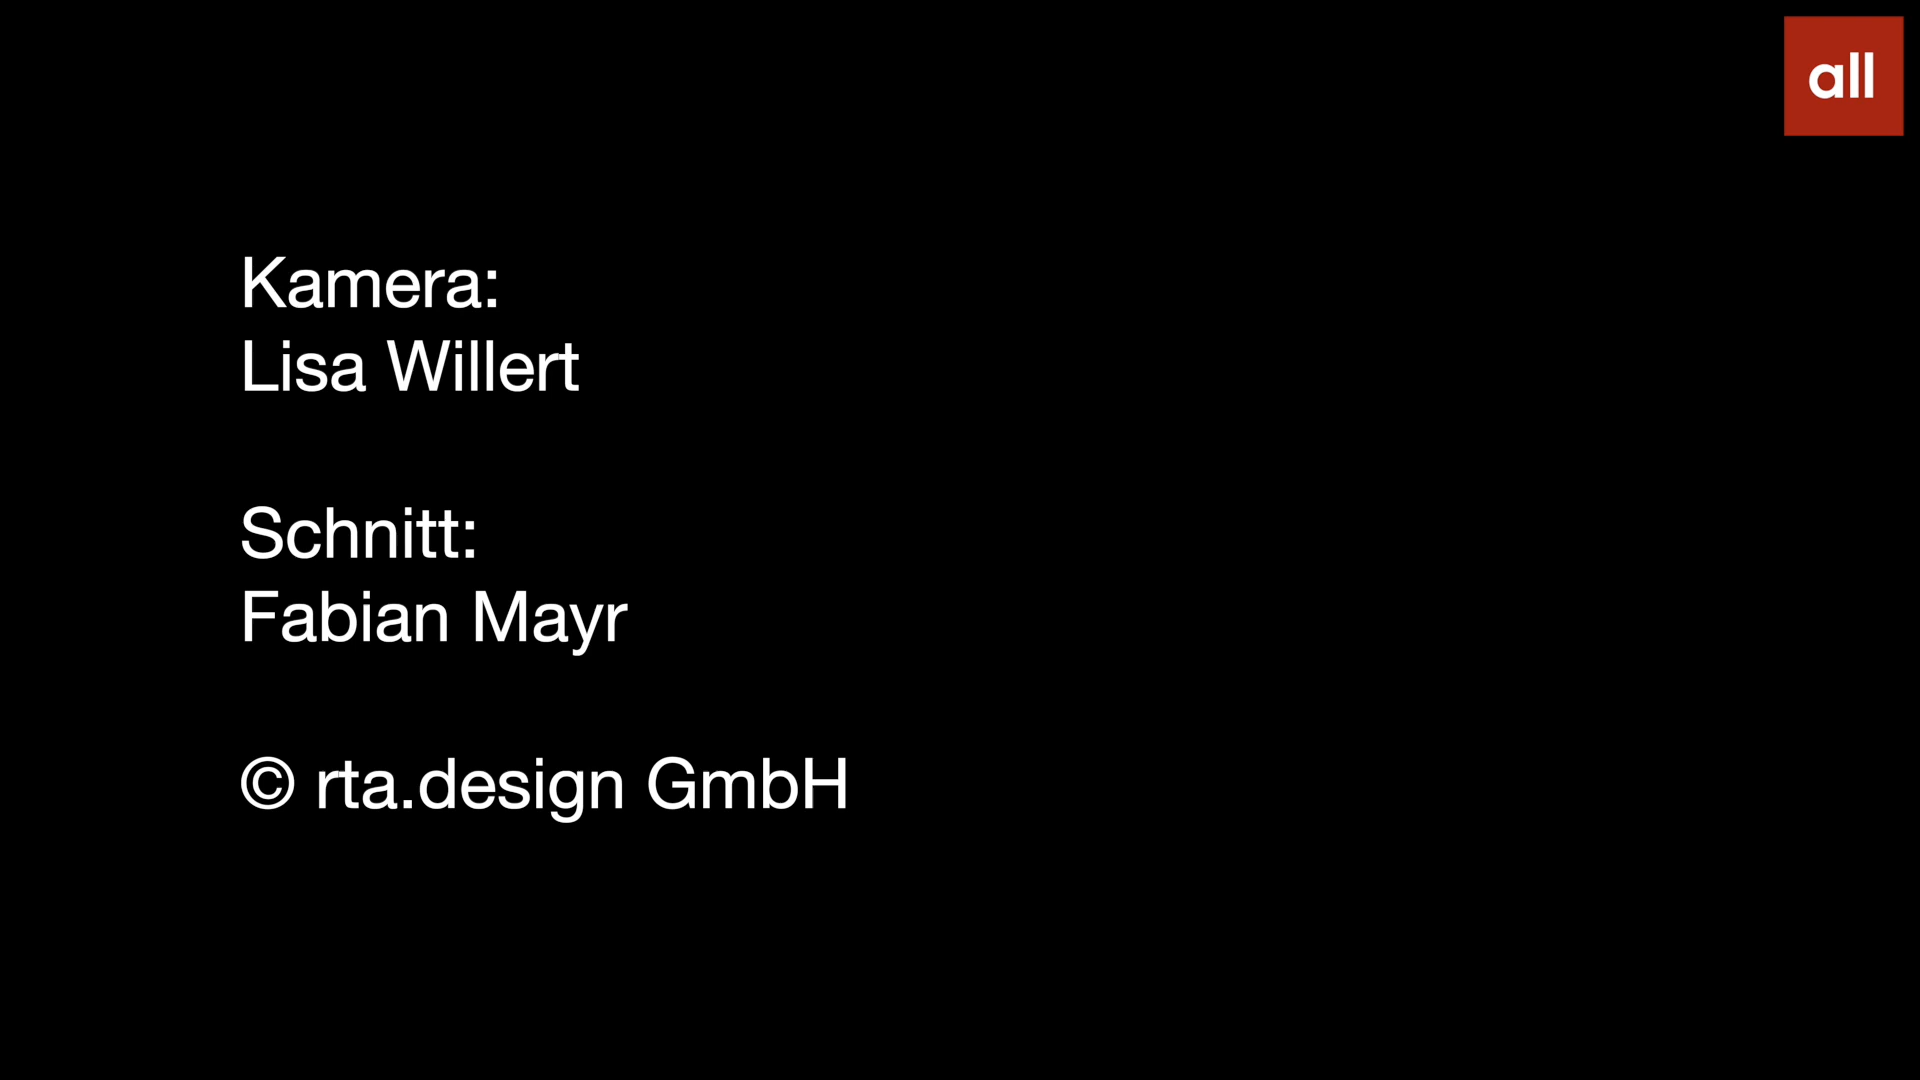 all
Kamera:
Lisa Willert
Schnitt:
Fabian Mayr
© rta.design GmbH